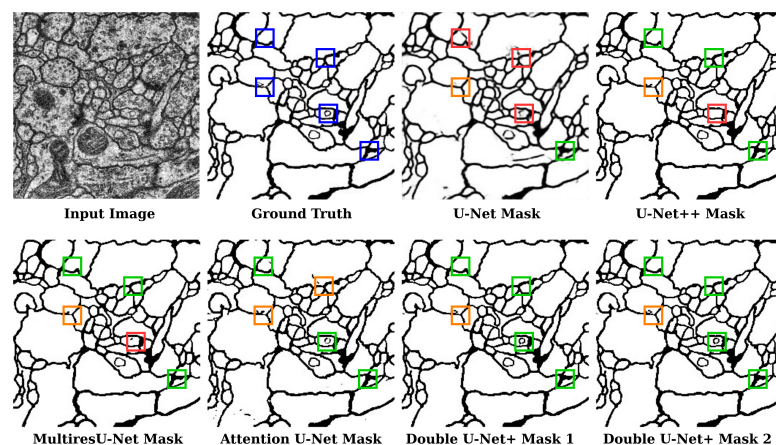 Input Image
Ground Truth
U-Net Mask
U-Net++ Mask
MultiresU-Net Mask
Attention U-Net Mask
Double U-Net+ Mask 1
Double U-Net+ Mask 2